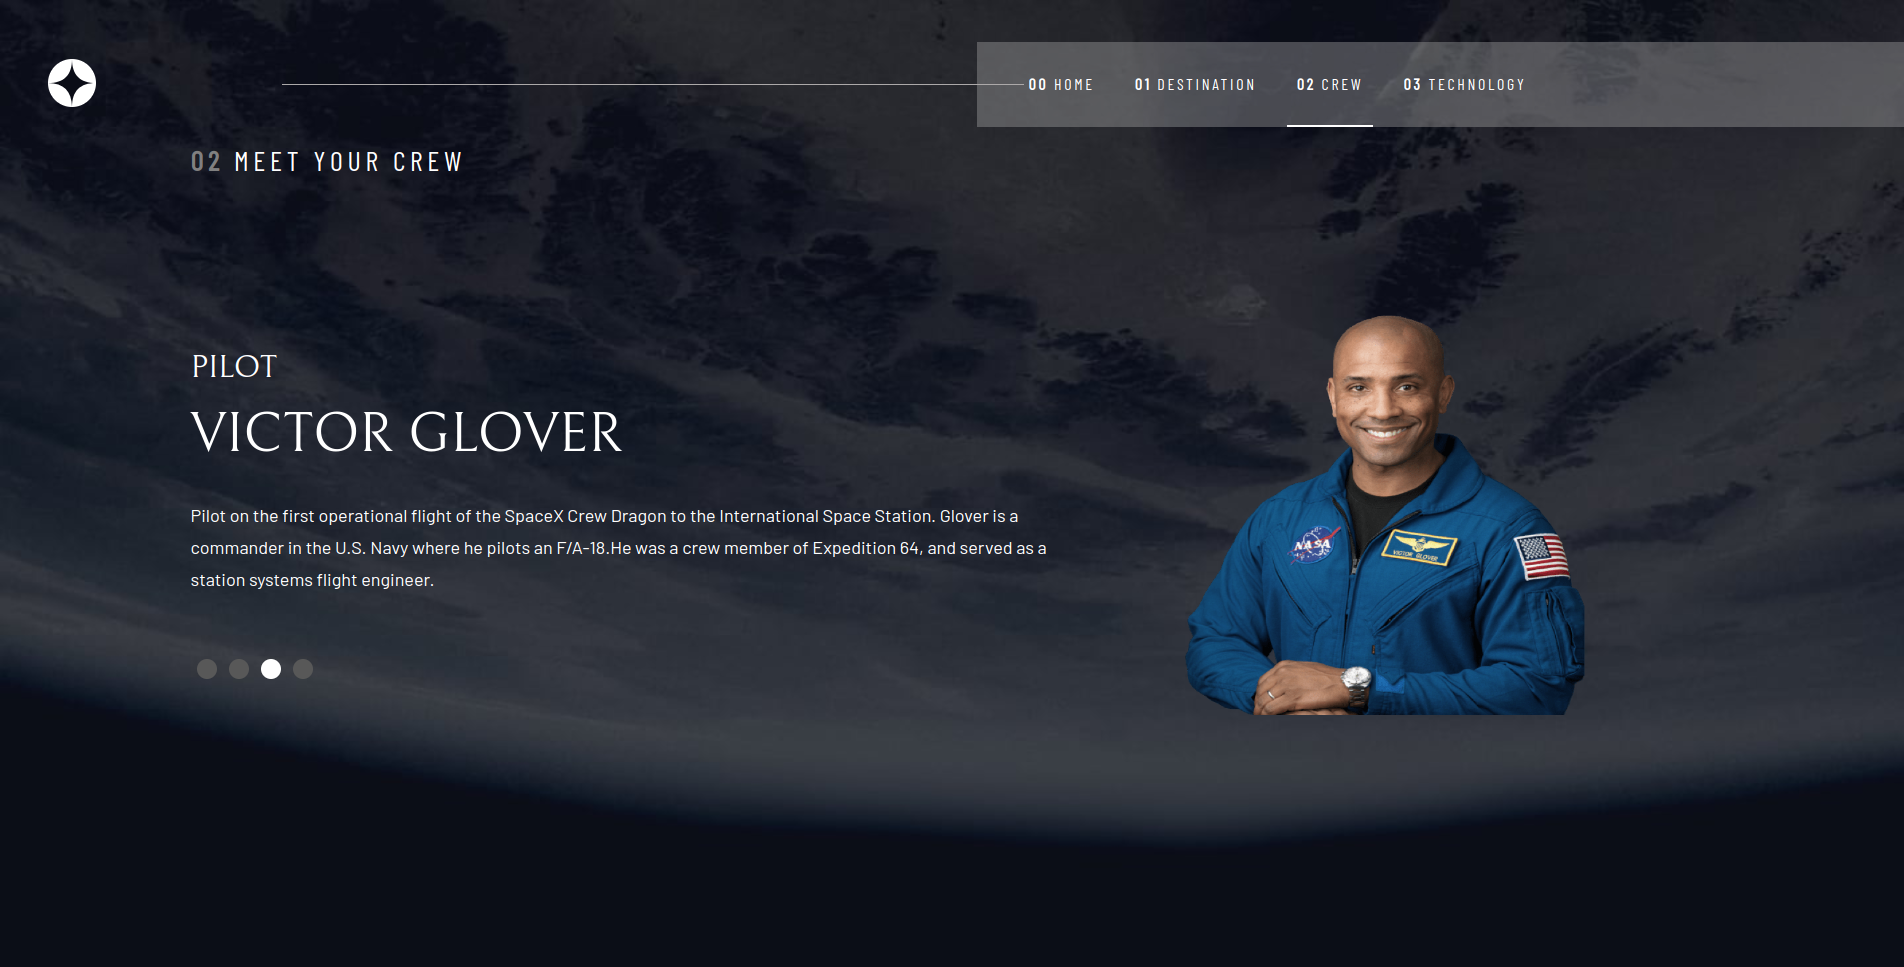 00 HOME 01 DESTINATION 02 CREW 03 TECHNOLOGY
02 MEET YOUR CREW
PILOT
VICTOR GLOVER
Pilot on the first operational flight of the SpaceX Crew Dragon to the International Space Station. Glover is a
commander in the U.S. Navy where he pilots an F/A-18.He was a crew member of Expedition 64, and served as a
station systems flight engineer.
NASA
VICTOR GLOVER